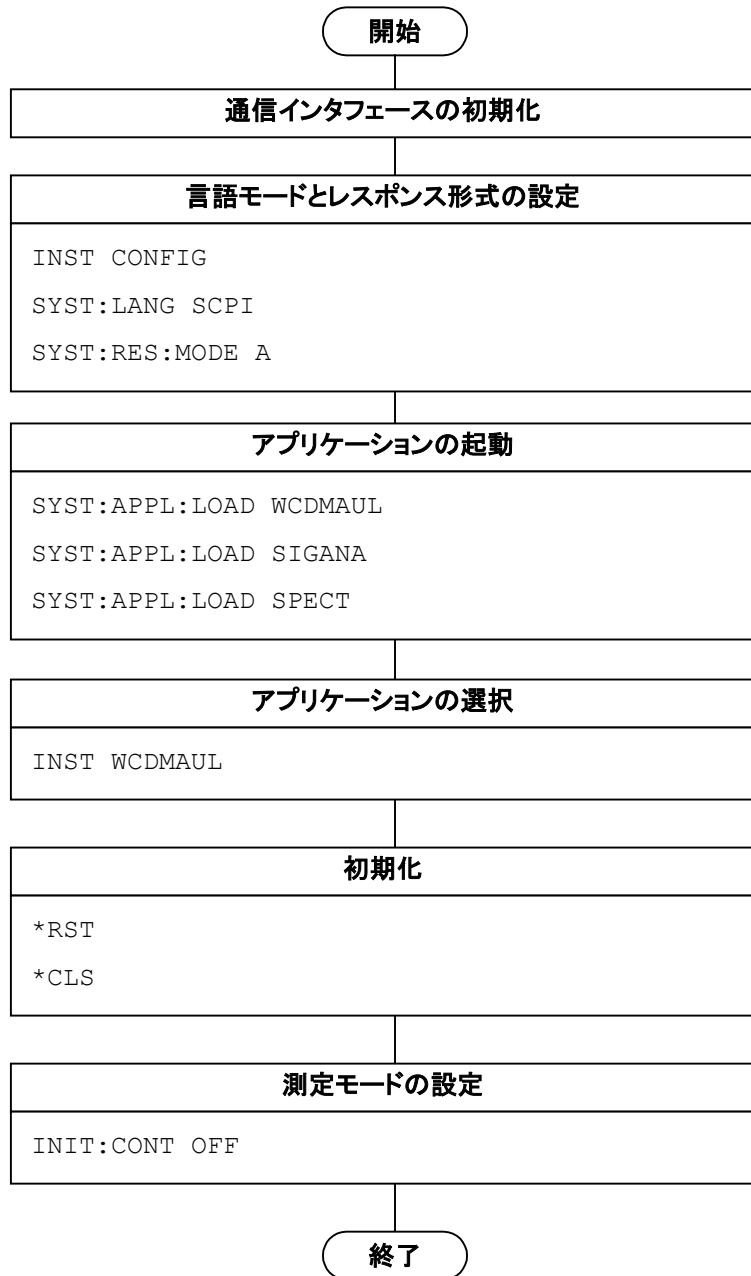 開始
通信インタフェースの初期化
言語モードとレスポンス形式の設定
INST CONFIG
SYST:LANG SCPI
SYST:RES:MODE A
アプリケーションの起動
SYST:APPL:LOAD WCDMAUL
SYST:APPL:LOAD SIGANA
SYST:APPL:LOAD SPECT
アプリケーションの選択
INST WCDMAUL
初期化
*RST
*CLS
測定モードの設定
INIT:CONT OFF
終了